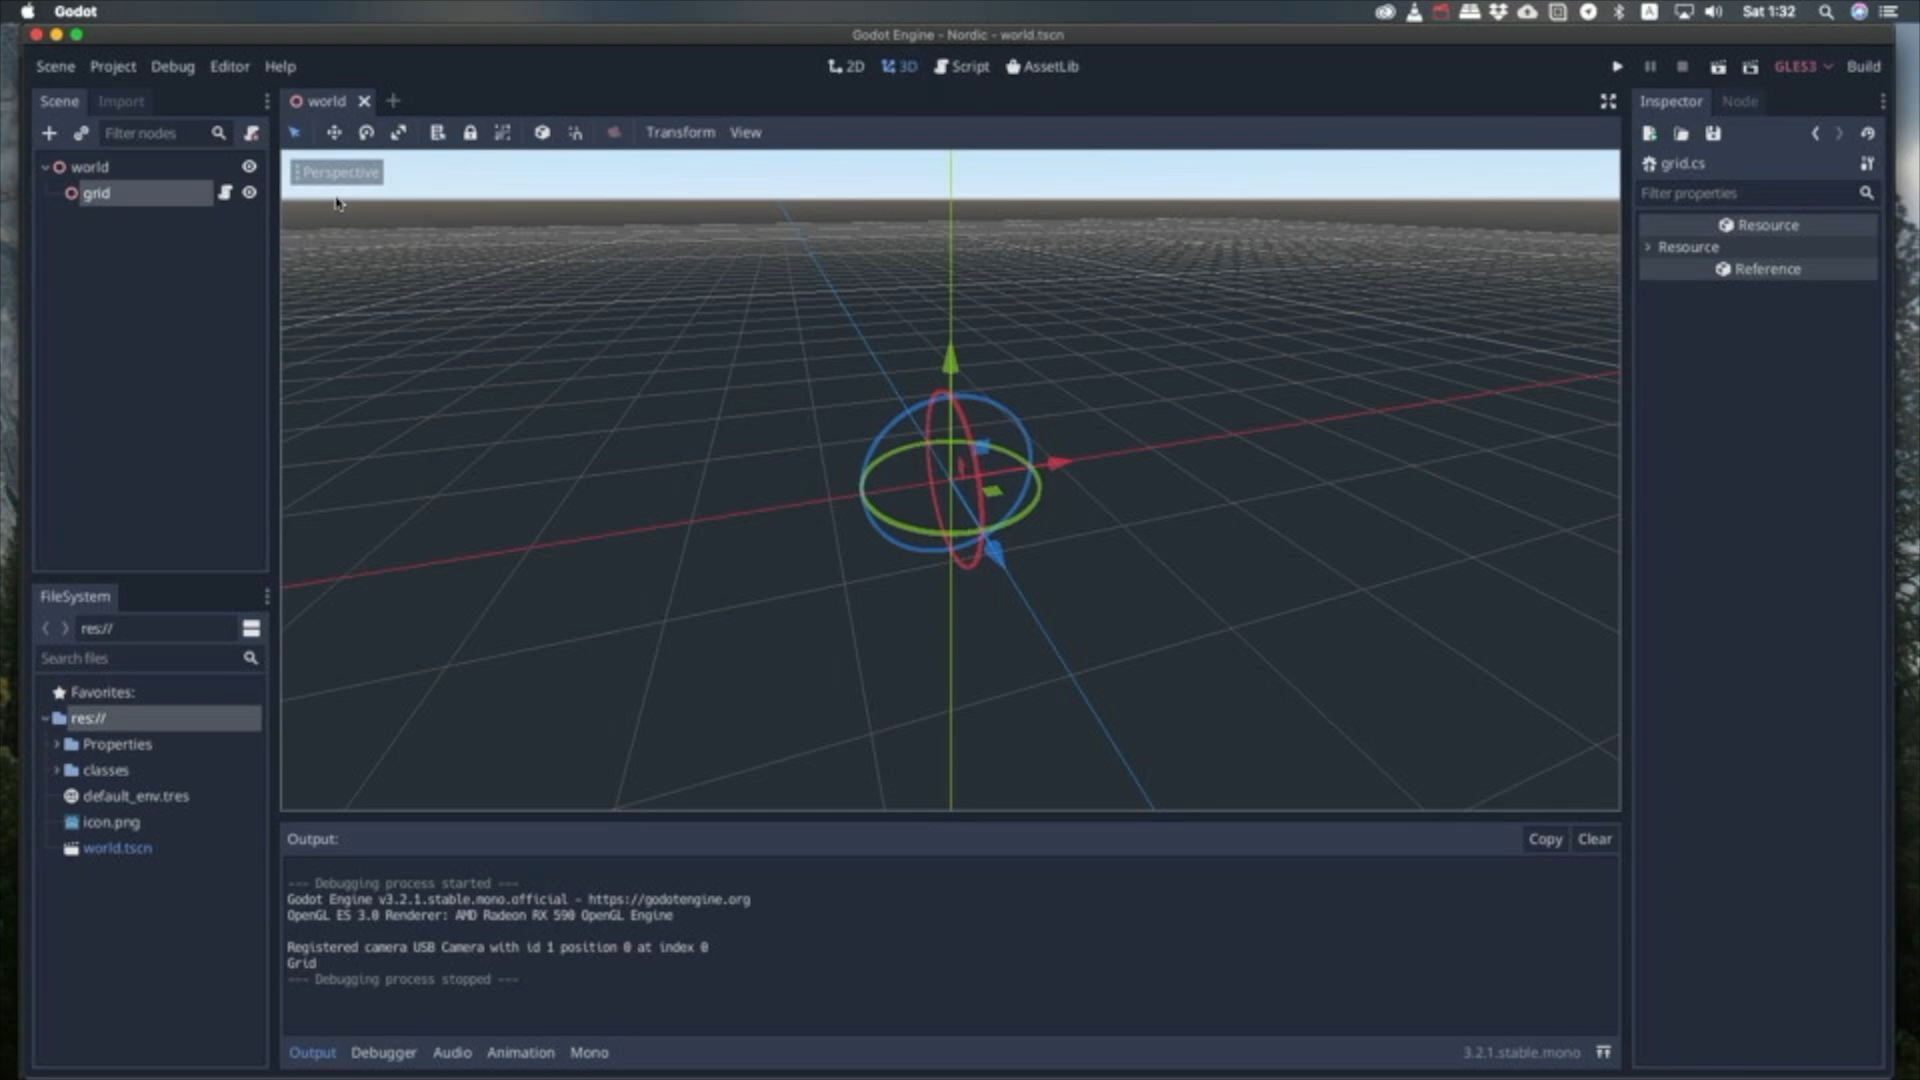 Godot
Sat 1:32
Godot Engine - Nordic - world.tscn
Scene Project Debug Editor Help
2D 3D Script AssetLib
GLES3 Build
Scene Import
world
Inspector Node
Filter nodes
Transform View
world
grid
Perspective
grid.cs
Filter properties
Resource
Resource
Reference
FileSystem
res://
Search files
Favorites:
res://
Properties
classes
default_env.tres
icon.png
world.tscn
Output:
Copy Clear
--- Debugging process started ---
Godot Engine v3.2.1.stable.mono.official - https://godotengine.org
OpenGL ES 3.0 Renderer: AMD Radeon RX 590 OpenGL Engine
Registered camera USB Camera with id 1 position 0 at index 0
Grid
--- Debugging process stopped ---
Output Debugger Audio Animation Mono
3.2.1.stable.mono